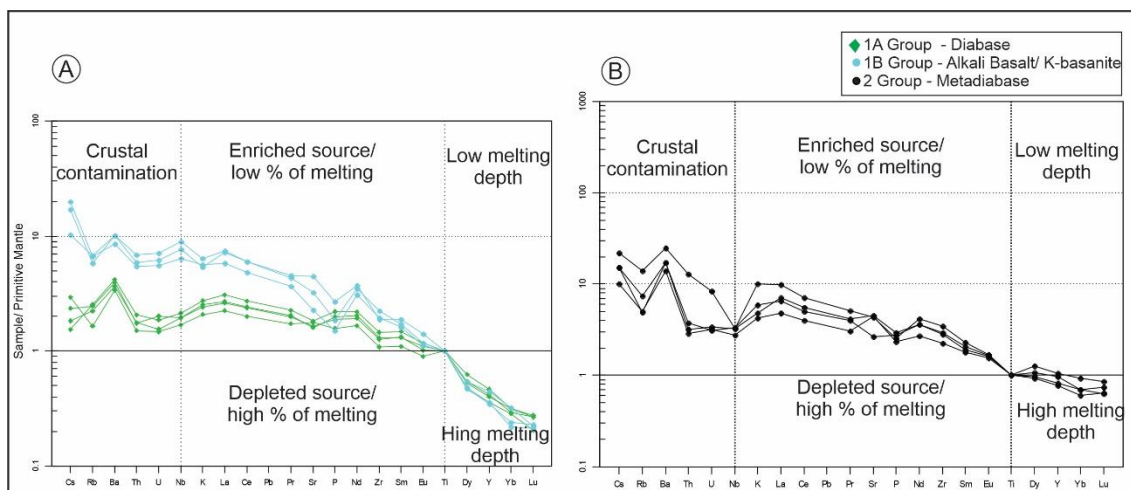 1A Group - Diabase
1B Group - Alkali Basalt/ K-basanite
2 Group - Metadiabase
A
Sample/ Primitive Mantle
100
10
1
0.1
Crustal
contamination
Enriched source/
low % of melting
Low melting
depth
Depleted source/
high % of melting
Hing melting
depth
Cs Rb Ba Th U Nb K La Ce Pb Pr Sr P Nd Zr Sm Eu Ti Dy Y Yb Lu
B
1000
100
10
1
0.1
Crustal
contamination
Enriched source/
low % of melting
Low melting
depth
Depleted source/
high % of melting
High melting
depth
Cs Rb Ba Th U Nb K La Ce Pb Pr Sr P Nd Zr Sm Eu Ti Dy Y Yb Lu